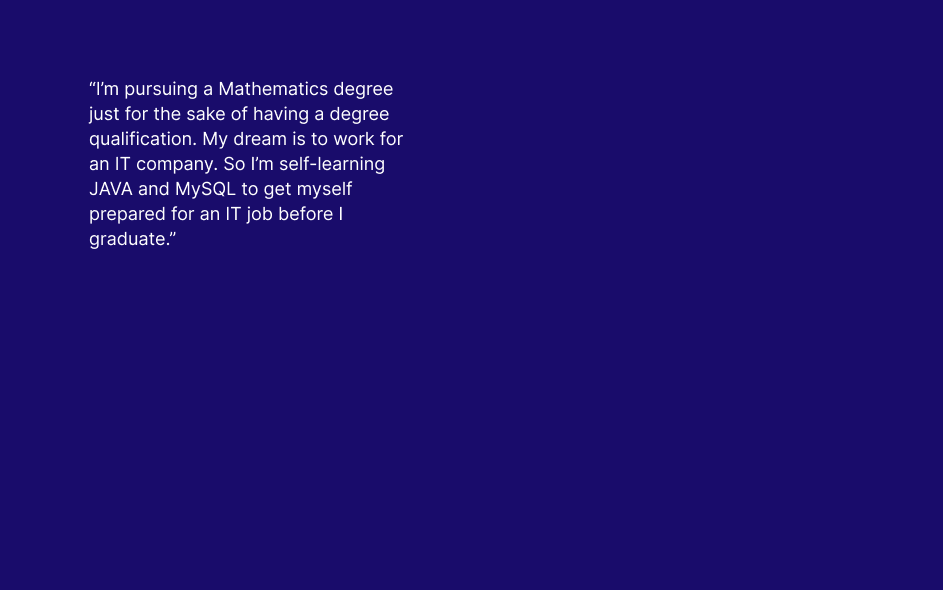 “I’m pursuing a Mathematics degree
just for the sake of having a degree
qualification. My dream is to work for
an IT company. So I’m self-learning
JAVA and MySQL to get myself
prepared for an IT job before I
graduate.”